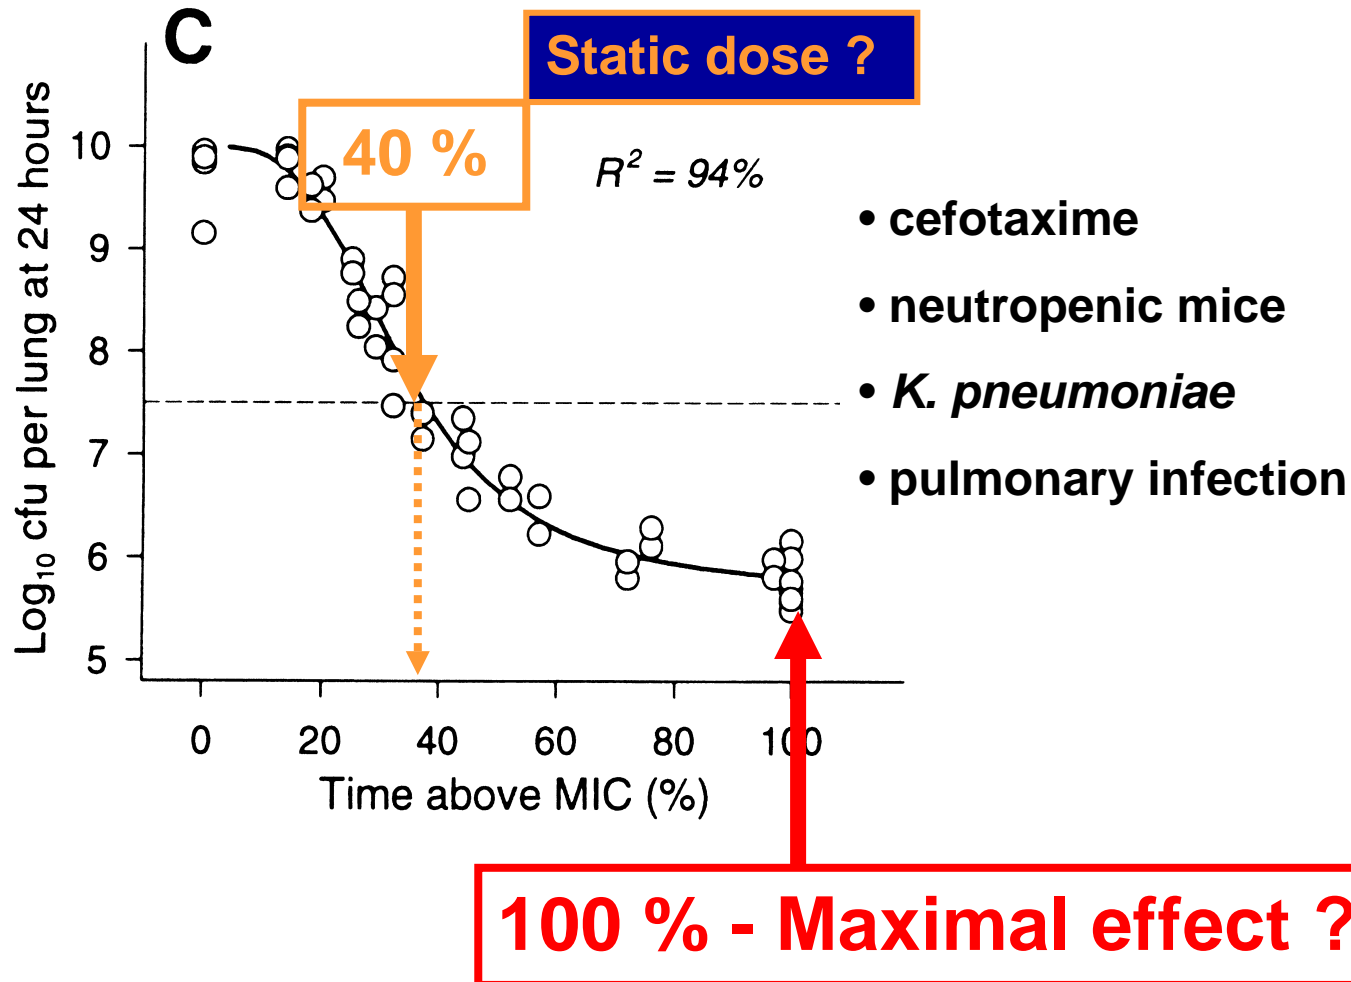 C
Static dose ?
40 %
R² = 94%
Log₁₀ cfu per lung at 24 hours
10
9
8
7
6
5
0 20 40 60 80 100
Time above MIC (%)
• cefotaxime
• neutropenic mice
• K. pneumoniae
• pulmonary infection
100 % - Maximal effect ?